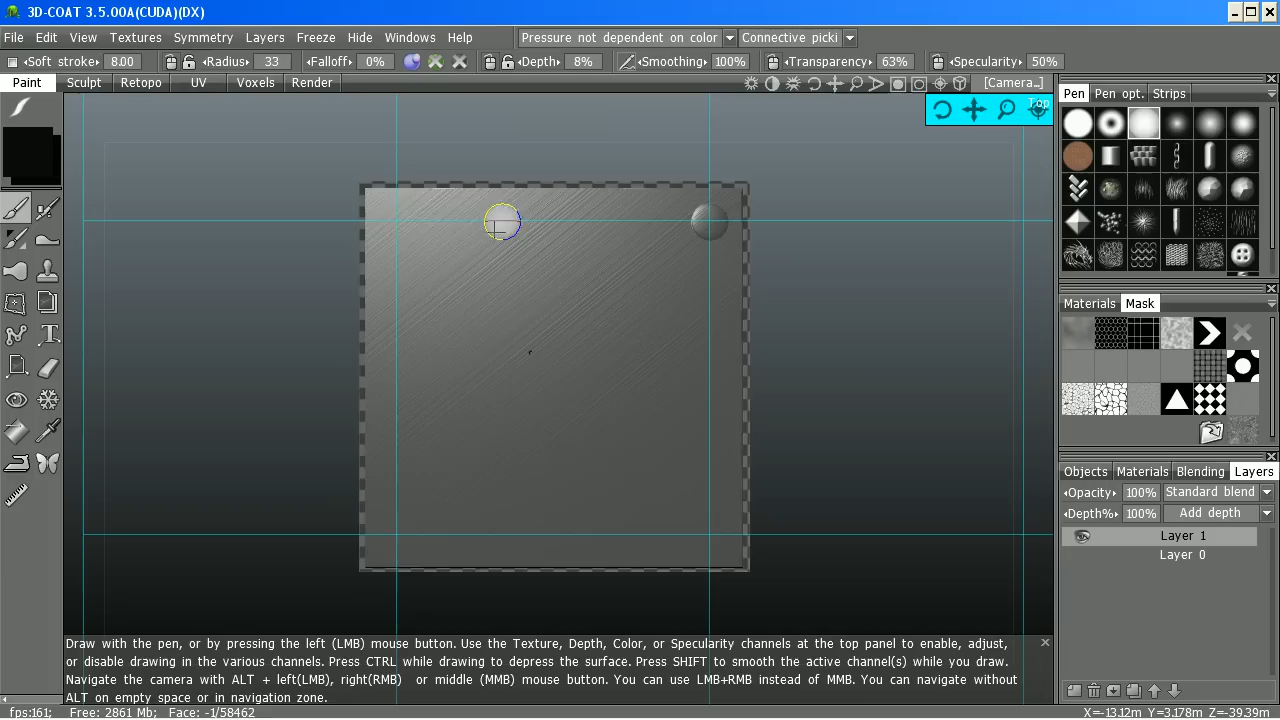 3D-COAT 3.5.00A(CUDA)(DX)
File Edit View Textures Symmetry Layers Freeze Hide Windows Help Pressure not dependent on color Connective picki
Soft stroke 8.00 Radius 33 Falloff 0% Depth 8% Smoothing 100% Transparency 63% Specularity 50%
Paint Sculpt Retopo UV Voxels Render [Camera…]
Top
Pen Pen opt. Strips
Materials Mask
Objects Materials Blending Layers
Opacity 100% Standard blend
Depth% 100% Add depth
Layer 1
Layer 0
Draw with the pen, or by pressing the left (LMB) mouse button. Use the Texture, Depth, Color, or Specularity channels at the top panel to enable, adjust,
or disable drawing in the various channels. Press CTRL while drawing to depress the surface. Press SHIFT to smooth the active channel(s) while you draw.
Navigate the camera with ALT + left(LMB), right(RMB) or middle (MMB) mouse button. You can use LMB+RMB instead of MMB. You can navigate without
ALT on empty space or in navigation zone.
fps:161; Free: 2861 Mb; Face: -1/58462 X=-13.12m Y=3.178m Z=-39.39m